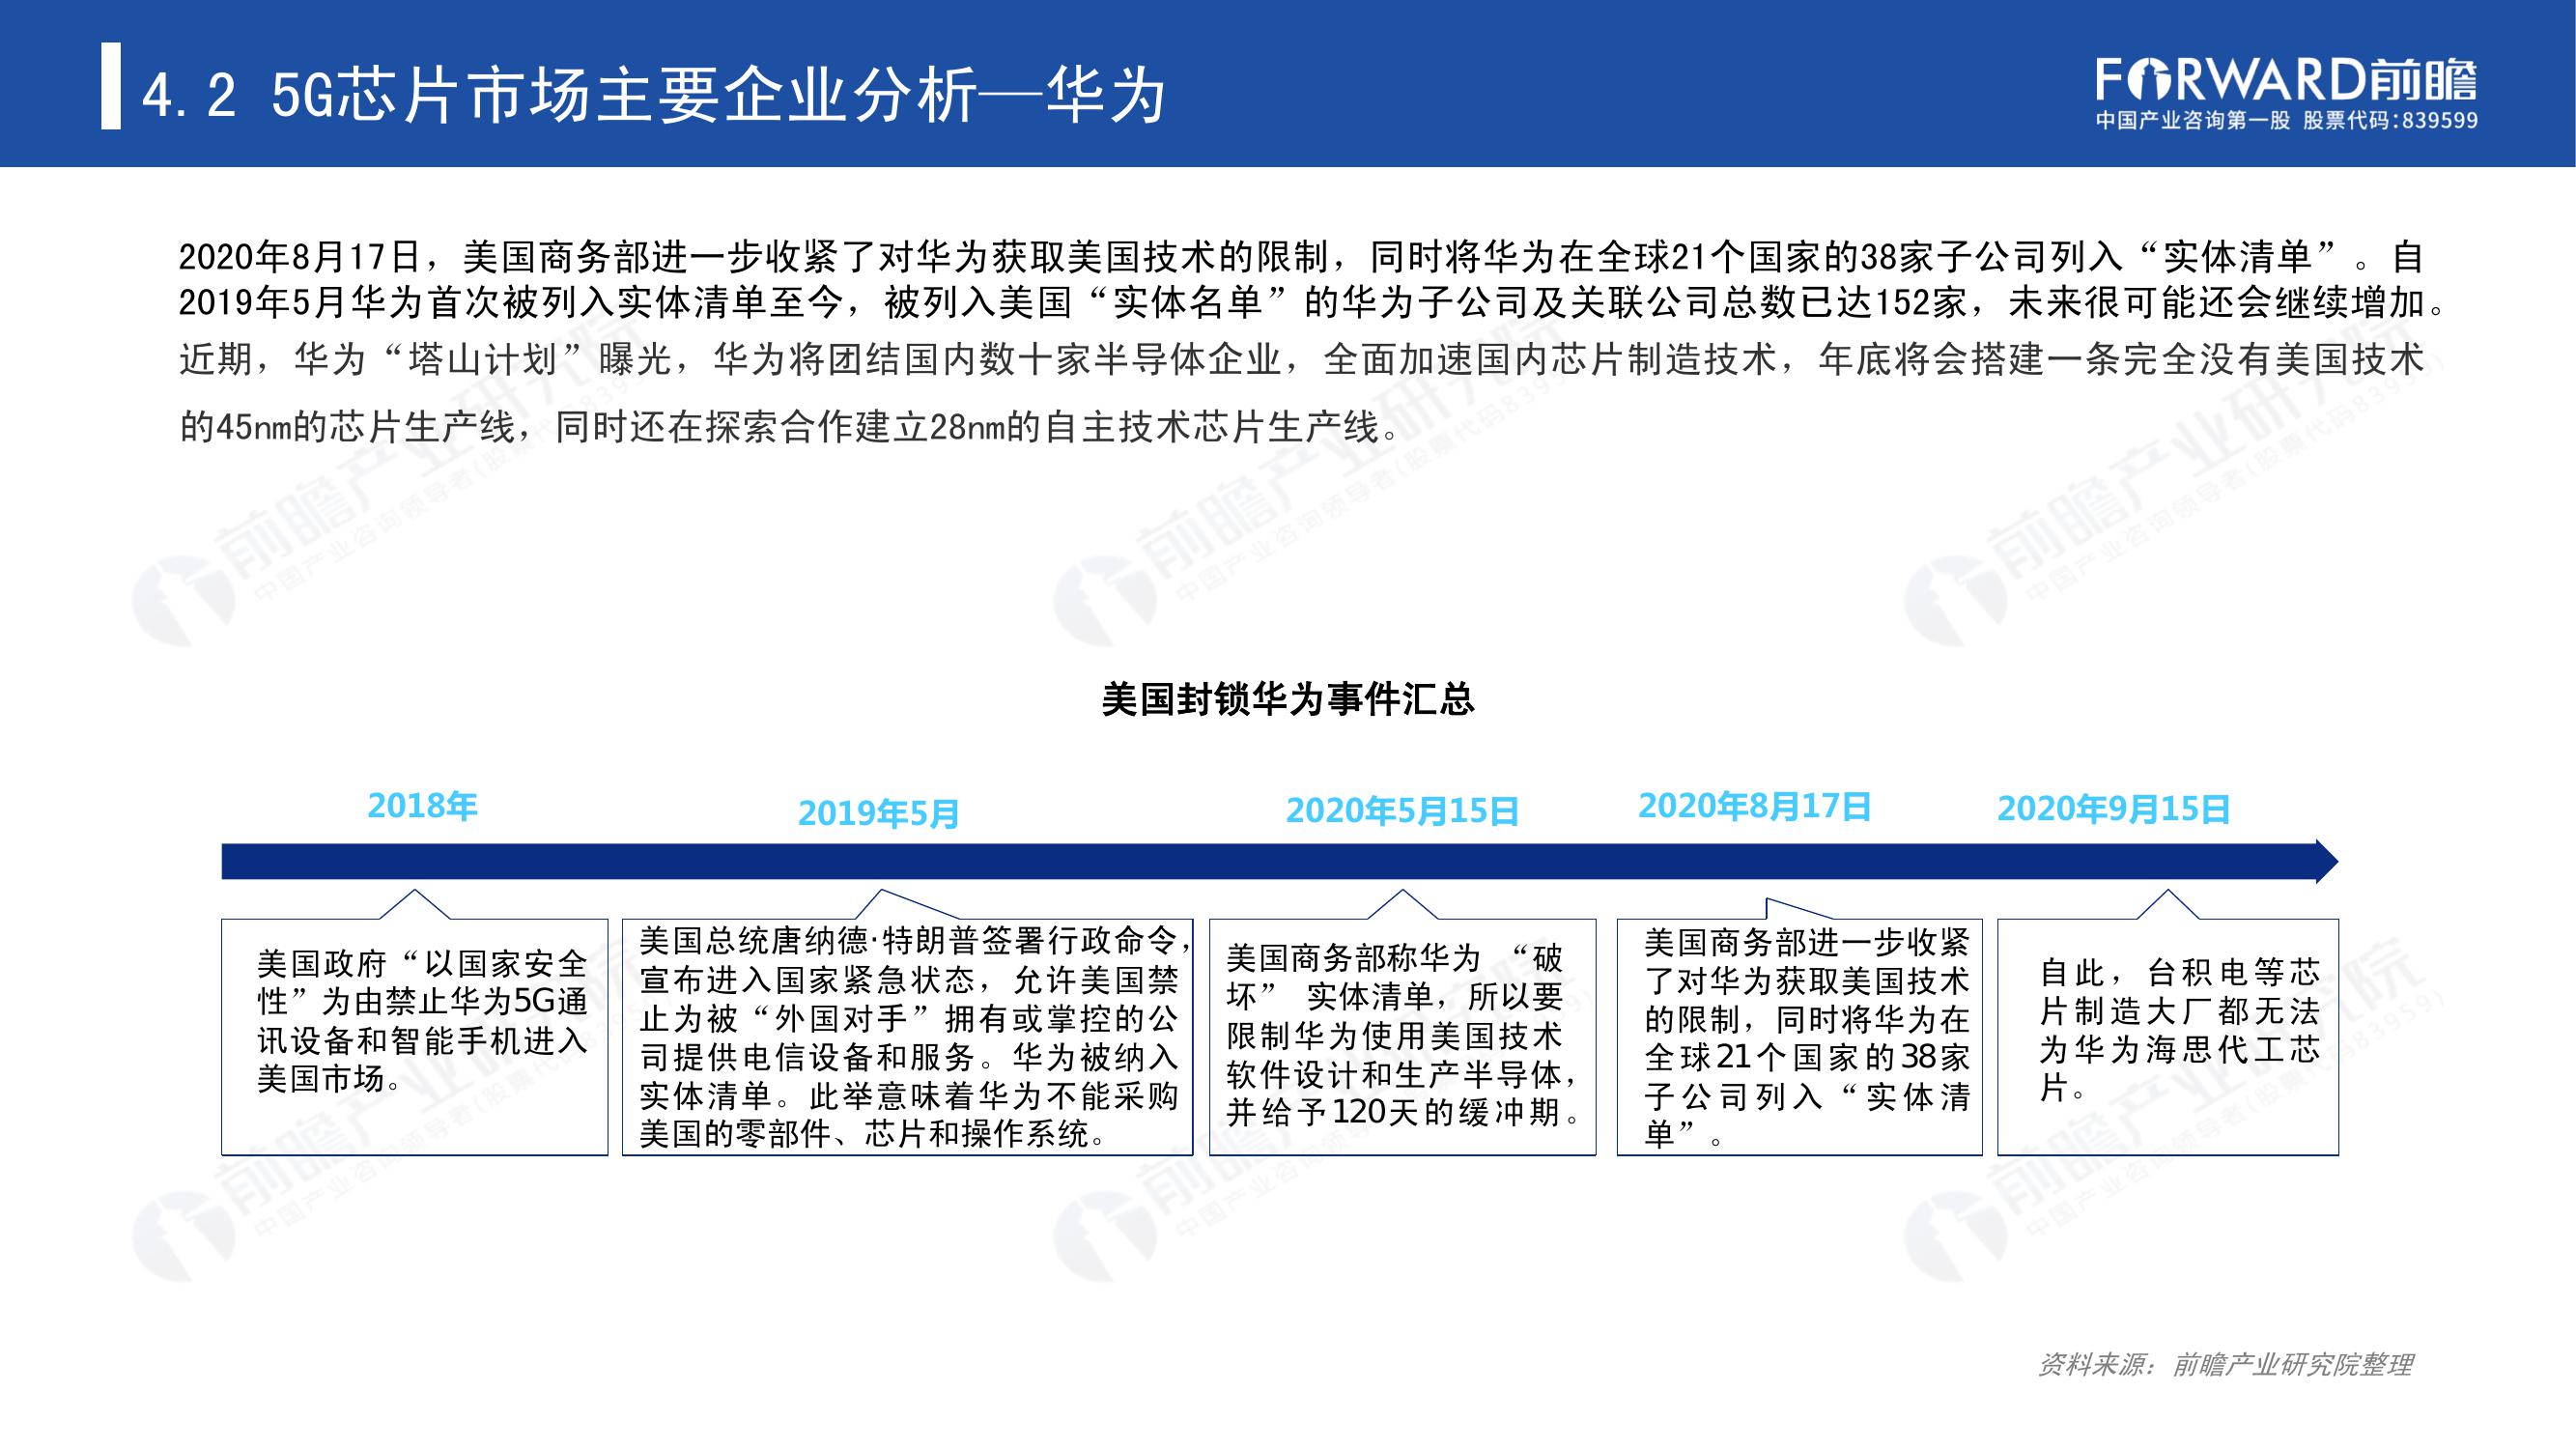 4.2 5G芯片市场主要企业分析——华为
FORWARD前瞻
中国产业咨询第一股 股票代码:839599
2020年8月17日，美国商务部进一步收紧了对华为获取美国技术的限制，同时将华为在全球21个国家的38家子公司列入“实体清单”。自
2019年5月华为首次被列入实体清单至今，被列入美国“实体名单”的华为子公司及关联公司总数已达152家，未来很可能还会继续增加。
近期，华为“塔山计划”曝光，华为将团结国内数十家半导体企业，全面加速国内芯片制造技术，年底将会搭建一条完全没有美国技术
的45nm的芯片生产线，同时还在探索合作建立28nm的自主技术芯片生产线。
美国封锁华为事件汇总
2018年
2019年5月
2020年5月15日
2020年8月17日
2020年9月15日
美国政府“以国家安全
性”为由禁止华为5G通
讯设备和智能手机进入
美国市场。
美国总统唐纳德·特朗普签署行政命令，
宣布进入国家紧急状态，允许美国禁
止为被“外国对手”拥有或掌控的公
司提供电信设备和服务。华为被纳入
实体清单。此举意味着华为不能采购
美国的零部件、芯片和操作系统。
美国商务部称华为 “破
坏” 实体清单，所以要
限制华为使用美国技术
软件设计和生产半导体，
并给予120天的缓冲期。
美国商务部进一步收紧
了对华为获取美国技术
的限制，同时将华为在
全球21个国家的38家
子公司列入“实体清
单”。
自此，台积电等芯
片制造大厂都无法
为华为海思代工芯
片。
资料来源：前瞻产业研究院整理